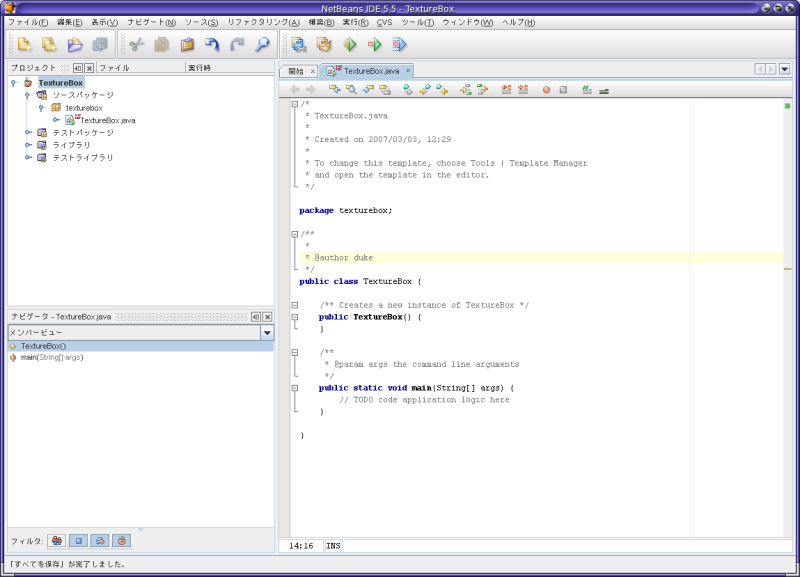 NetBeans IDE 5.5 - TextureBox
ファイル(F) 編集(E) 表示(V) ナビゲート(N) ソース(S) リファクタリング(A) 構築(B) 実行(R) CVS ツール(T) ウィンドウ(W) ヘルプ(H)
プロジェクト ファイル 実行時
TextureBox
ソースパッケージ
texturebox
TextureBox.java
テストパッケージ
ライブラリ
テストライブラリ
ナビゲータ - TextureBox.java
メンバービュー
TextureBox()
main(String[] args)
フィルタ:
開始 TextureBox.java
/*
* TextureBox.java
*
* Created on 2007/03/03, 12:29
*
* To change this template, choose Tools | Template Manager
* and open the template in the editor.
*/
package texturebox;
/**
*
* @author duke
*/
public class TextureBox {
/** Creates a new instance of TextureBox */
public TextureBox() {
}
/**
* @param args the command line arguments
*/
public static void main(String[] args) {
// TODO code application logic here
}
}
14:16 INS
「すべてを保存」が完了しました。